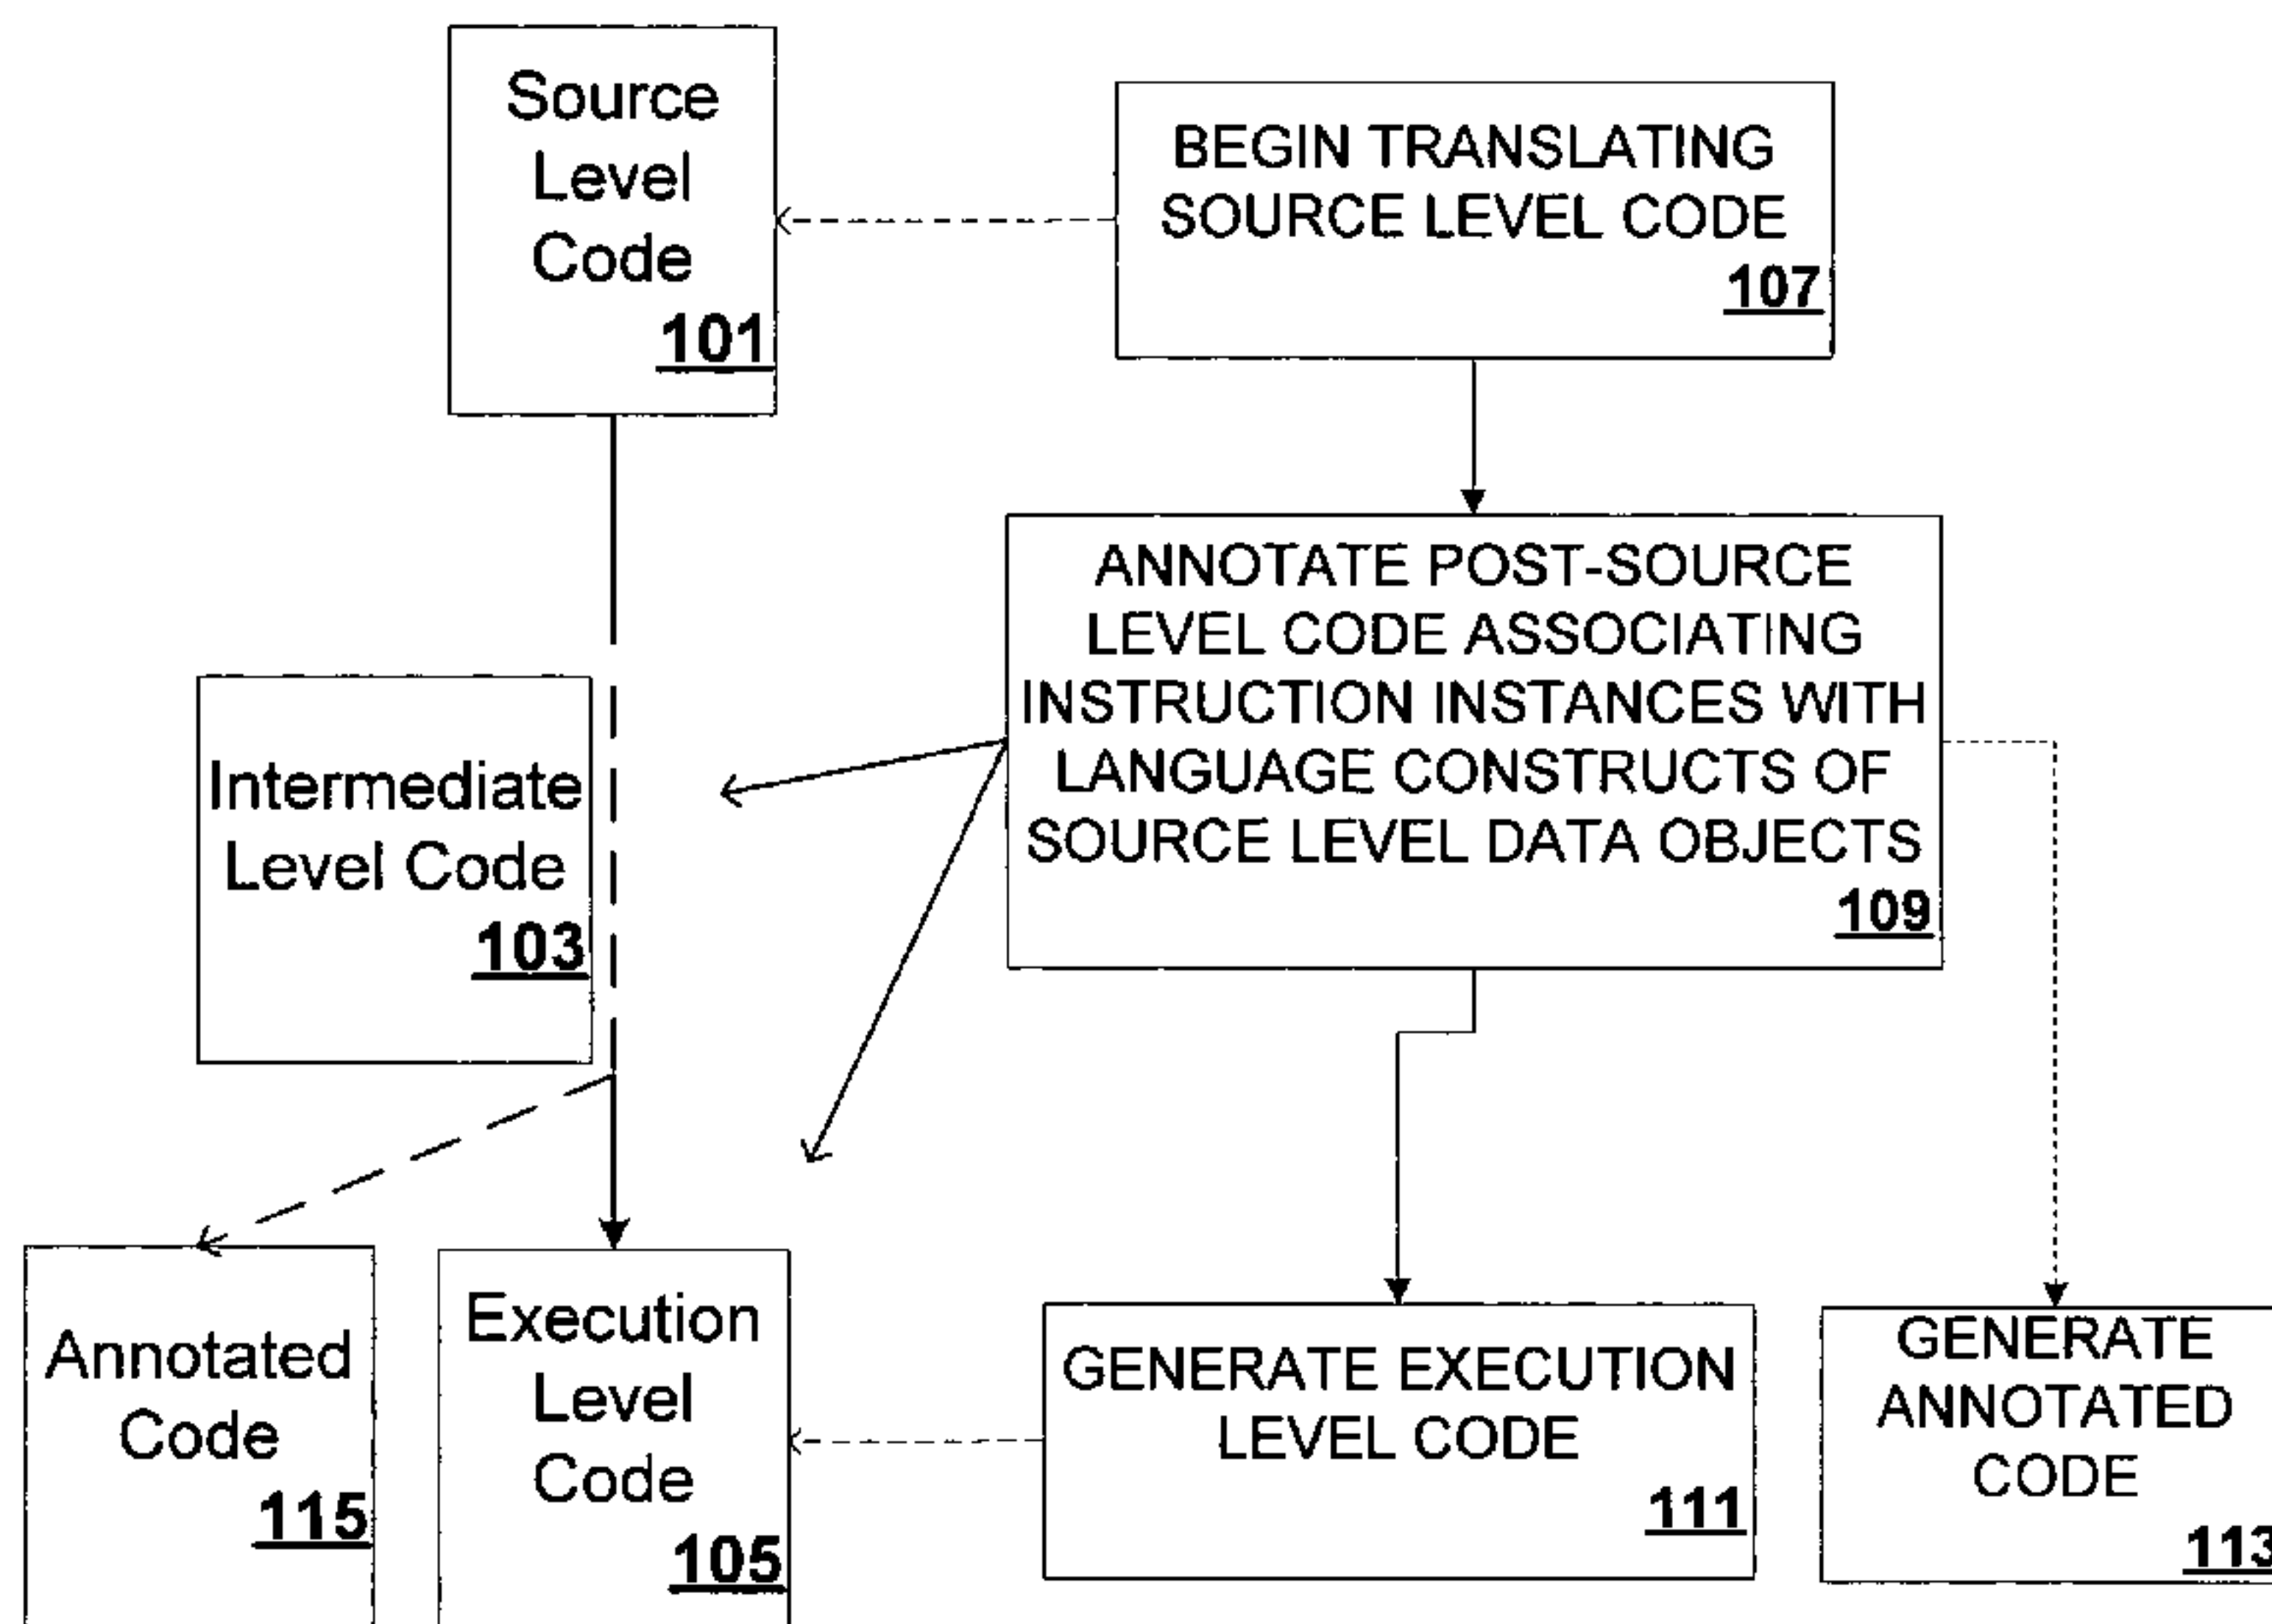 Source
Level
Code
101
BEGIN TRANSLATING
SOURCE LEVEL CODE
107
ANNOTATE POST-SOURCE
LEVEL CODE ASSOCIATING
INSTRUCTION INSTANCES WITH
LANGUAGE CONSTRUCTS OF
SOURCE LEVEL DATA OBJECTS
109
Intermediate
Level Code
103
Annotated
Code
115
Execution
Level
Code
105
GENERATE EXECUTION
LEVEL CODE
111
GENERATE
ANNOTATED
CODE
113